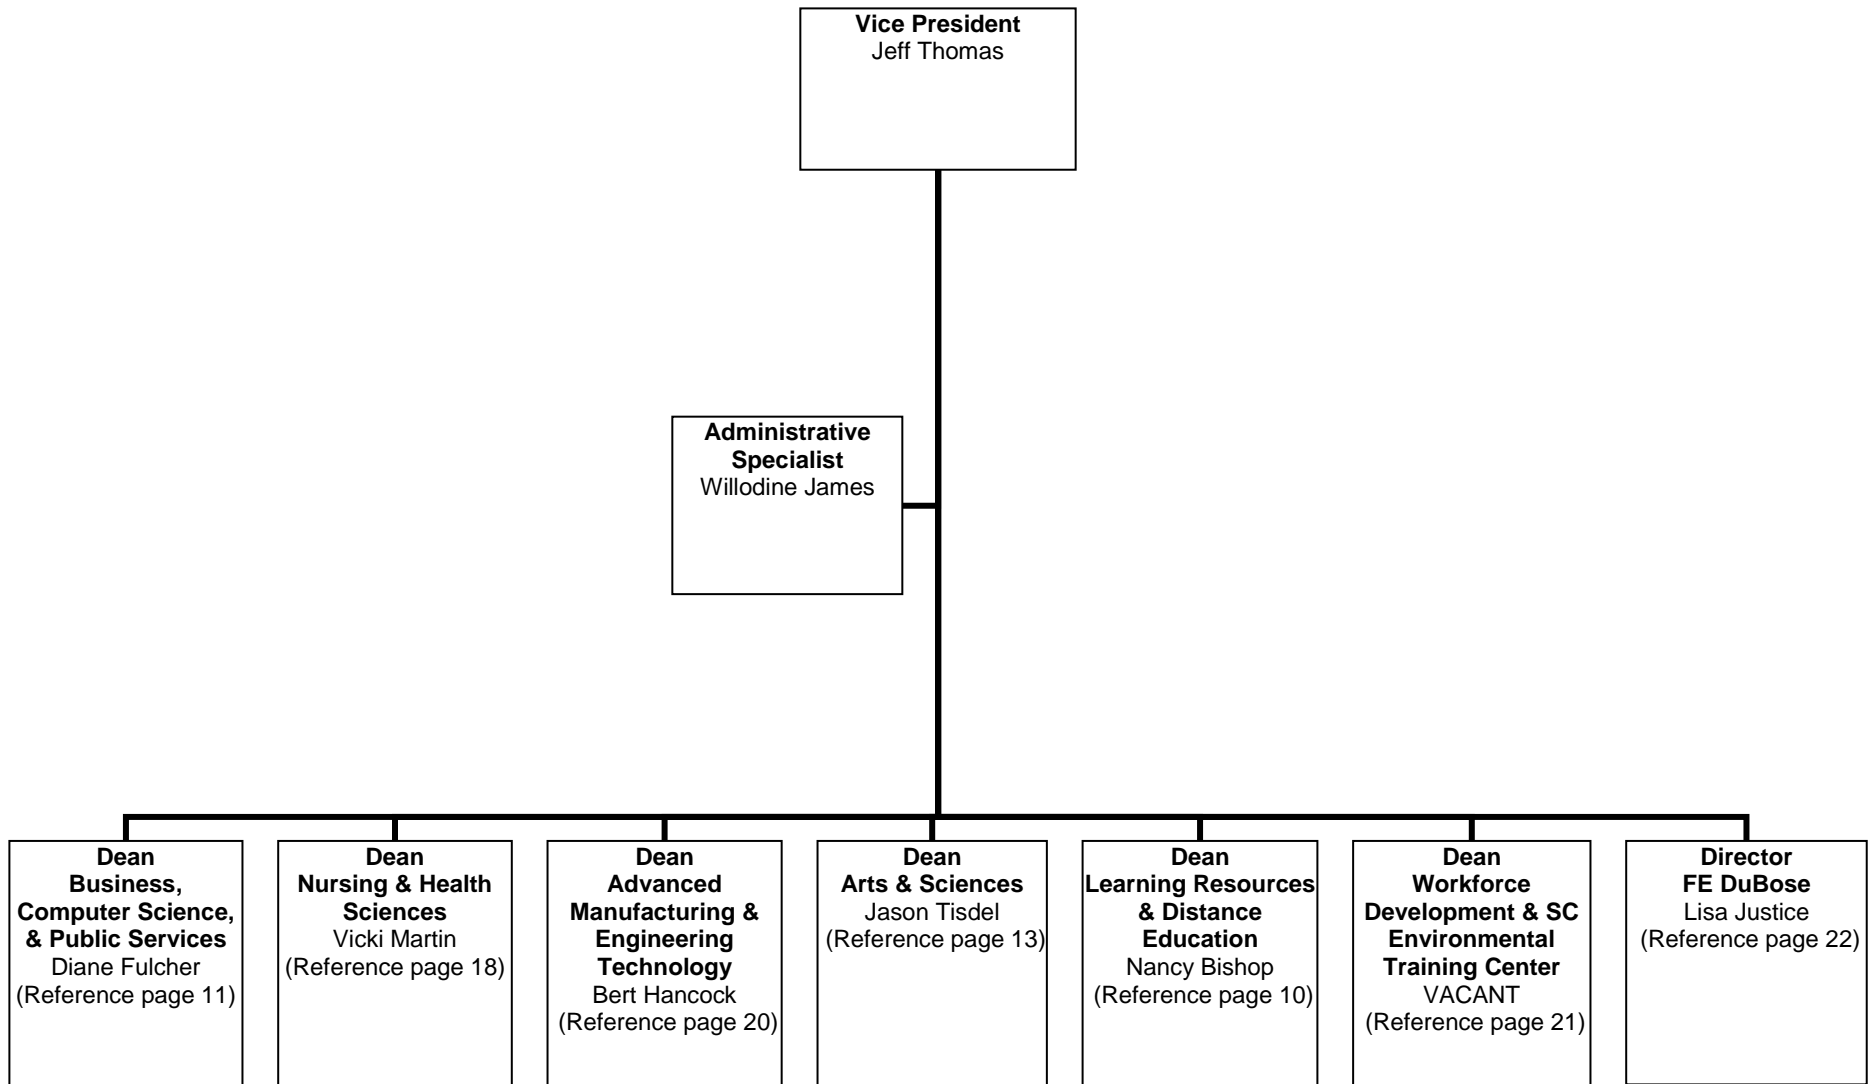 Vice President
Jeff Thomas
Administrative
Specialist
Willodine James
Dean
Business,
Computer Science,
& Public Services
Diane Fulcher
(Reference page 11)
Dean
Nursing & Health
Sciences
Vicki Martin
(Reference page 18)
Dean
Advanced
Manufacturing &
Engineering
Technology
Bert Hancock
(Reference page 20)
Dean
Arts & Sciences
Jason Tisdel
(Reference page 13)
Dean
Learning Resources
& Distance
Education
Nancy Bishop
(Reference page 10)
Dean
Workforce
Development & SC
Environmental
Training Center
VACANT
(Reference page 21)
Director
FE DuBose
Lisa Justice
(Reference page 22)